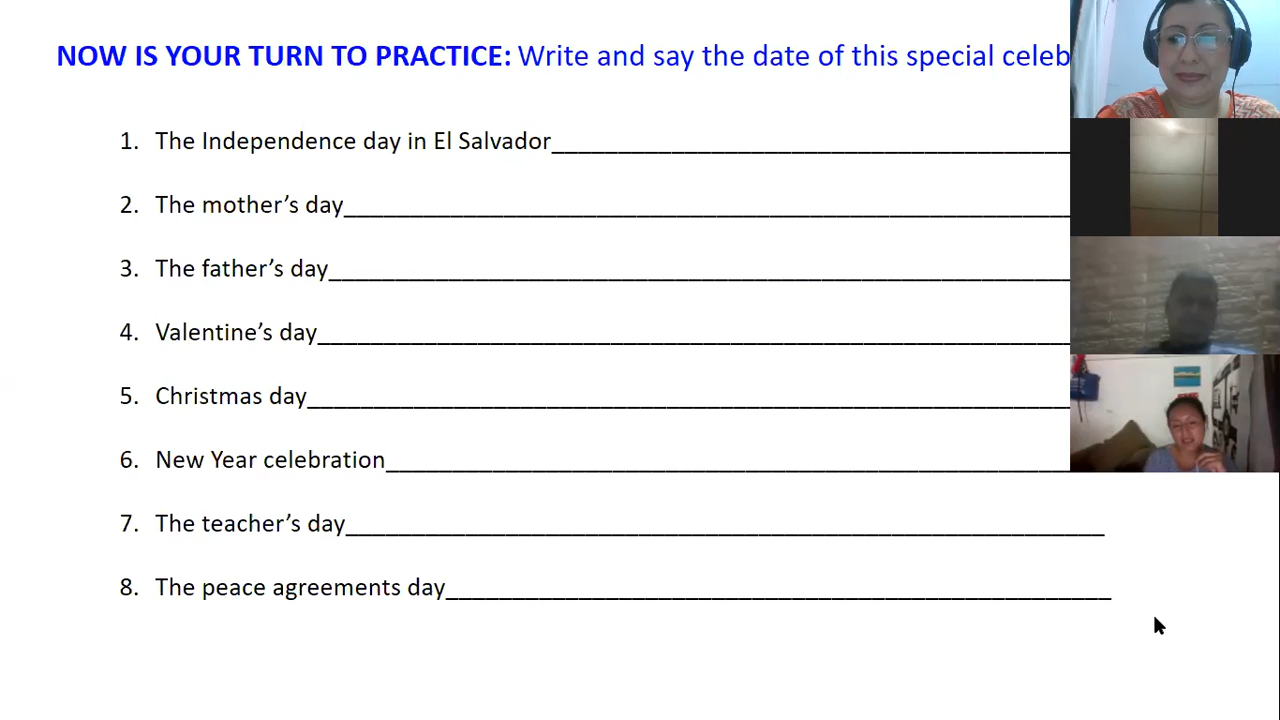 NOW IS YOUR TURN TO PRACTICE: Write and say the date of this special celeb
1. The Independence day in El Salvador
2. The mother’s day
3. The father’s day
4. Valentine’s day
5. Christmas day
6. New Year celebration
7. The teacher’s day
8. The peace agreements day